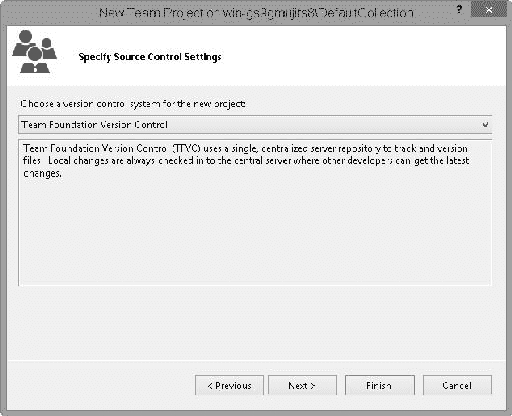 New Team Project on win-gs3gmujits8\DefaultCollection
?
Specify Source Control Settings
Choose a version control system for the new project:
Team Foundation Version Control
Team Foundation Version Control (TFVC) uses a single, centralized server repository to track and version
files. Local changes are always checked in to the central server where other developers can get the latest
changes.
< Previous Next > Finish Cancel